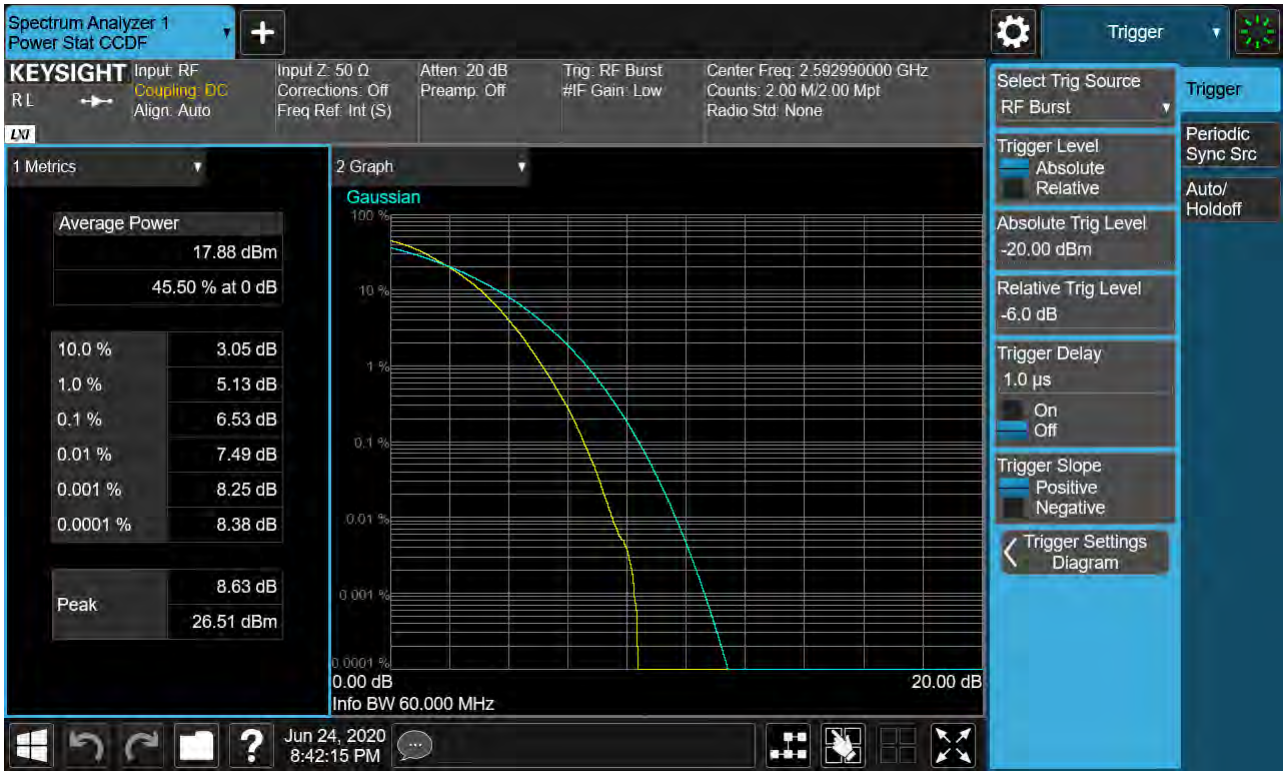 Spectrum Analyzer 1
Power Stat CCDF
+
Trigger
KEYSIGHT
R L
LXI
Input: RF
Coupling: DC
Align: Auto
Input Z: 50 Ω
Corrections: Off
Freq Ref: Int (S)
Atten: 20 dB
Preamp: Off
Trig: RF Burst
#IF Gain: Low
Center Freq: 2.592990000 GHz
Counts: 2.00 M/2.00 Mpt
Radio Std: None
1 Metrics
Average Power
17.88 dBm
45.50 % at 0 dB
10.0 % 3.05 dB
1.0 % 5.13 dB
0.1 % 6.53 dB
0.01 % 7.49 dB
0.001 % 8.25 dB
0.0001 % 8.38 dB
Peak
8.63 dB
26.51 dBm
2 Graph
Gaussian
100 %
10 %
1 %
0.1 %
0.01 %
0.001 %
0.0001 %
0.00 dB 20.00 dB
Info BW 60.000 MHz
Select Trig Source
RF Burst
Trigger Level
Absolute
Relative
Absolute Trig Level
-20.00 dBm
Relative Trig Level
-6.0 dB
Trigger Delay
1.0 µs
On
Off
Trigger Slope
Positive
Negative
Trigger Settings
Diagram
Trigger
Periodic
Sync Src
Auto/
Holdoff
?
Jun 24, 2020
8:42:15 PM